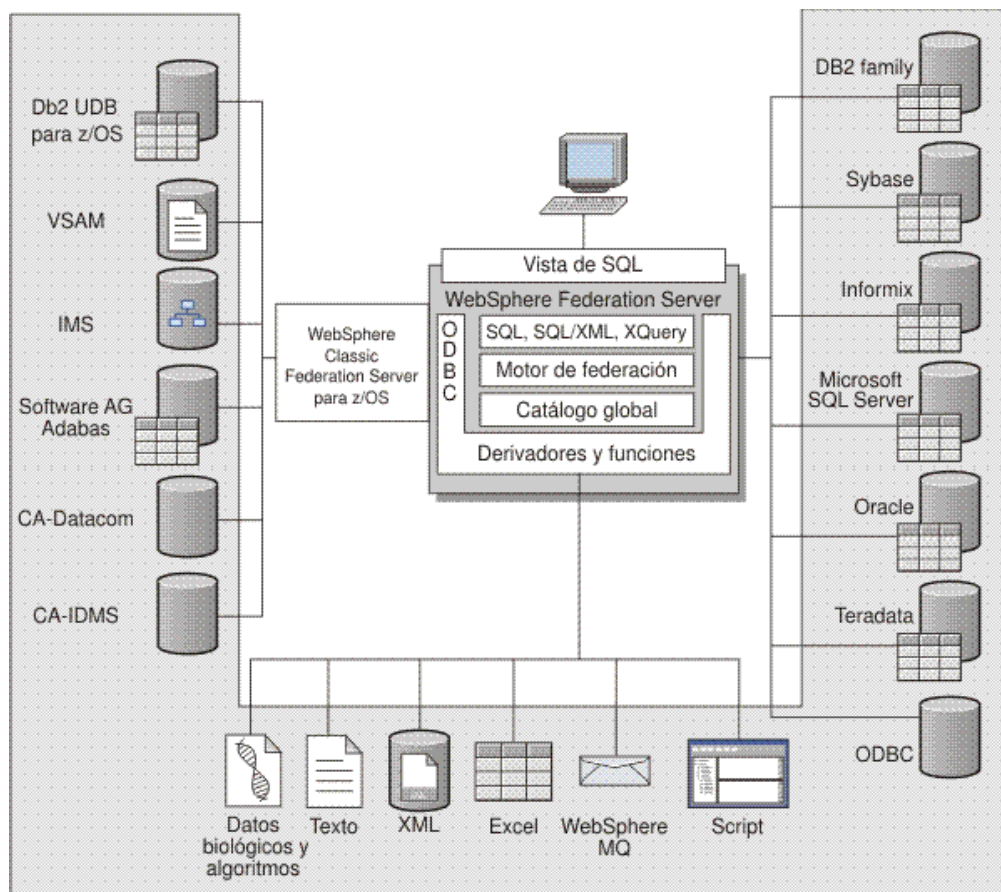 Db2 UDB
para z/OS
VSAM
IMS
Software AG
Adabas
CA-Datacom
CA-IDMS
WebSphere
Classic
Federation Server
para z/OS
Vista de SQL
WebSphere Federation Server
ODBC
SQL, SQL/XML, XQuery
Motor de federación
Catálogo global
Derivadores y funciones
DB2 family
Sybase
Informix
Microsoft
SQL Server
Oracle
Teradata
ODBC
Datos
biológicos y
algoritmos
Texto
XML
Excel
WebSphere
MQ
Script